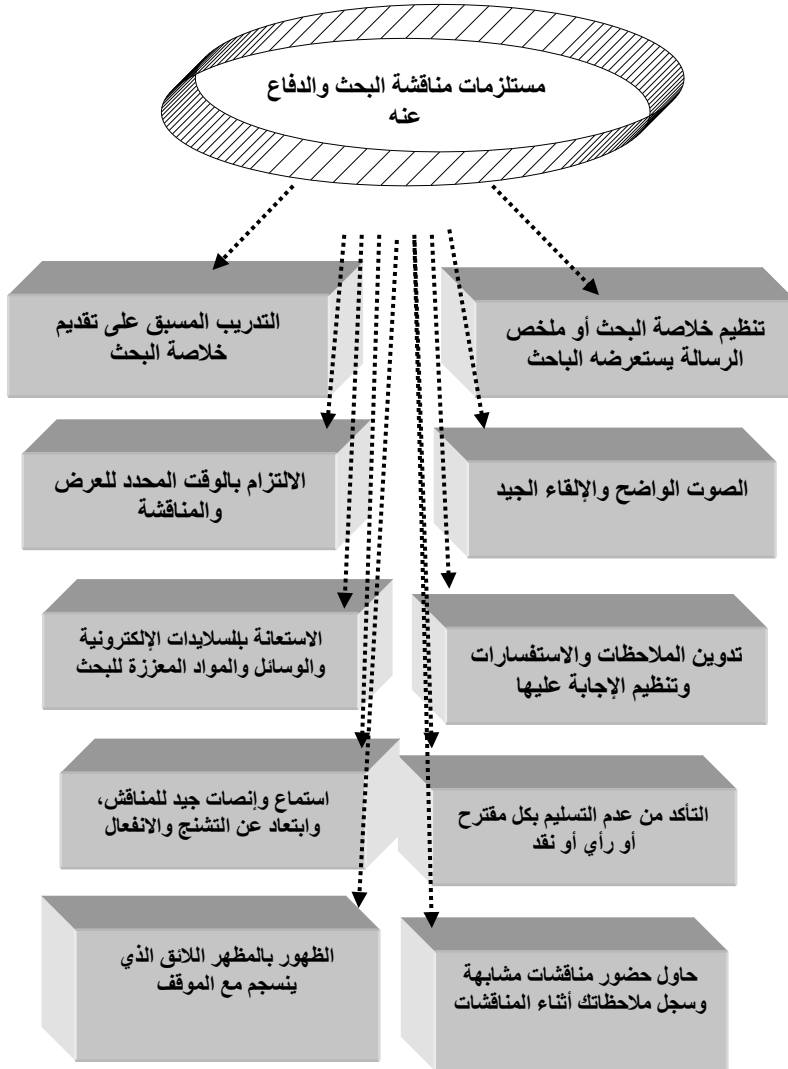 مستلزمات مناقشة البحث والدفاع
عنه
تنظيم خلاصة البحث أو ملخص
الرسالة يستعرضه الباحث
التدريب المسبق على تقديم
خلاصة البحث
الصوت الواضح والإلقاء الجيد
الالتزام بالوقت المحدد للعرض
والمناقشة
تدوين الملاحظات والاستفسارات
وتنظيم الإجابة عليها
الاستعانة بلسلايدات الإلكترونية
والوسائل والمواد المعززة للبحث
التأكد من عدم التسليم بكل مقترح
أو رأي أو نقد
استماع وإنصات جيد للمناقش،
وابتعاد عن التشنج والانفعال
حاول حضور مناقشات مشابهة
وسجل ملاحظاتك أثناء المناقشات
الظهور بالمظهر اللائق الذي
ينسجم مع الموقف